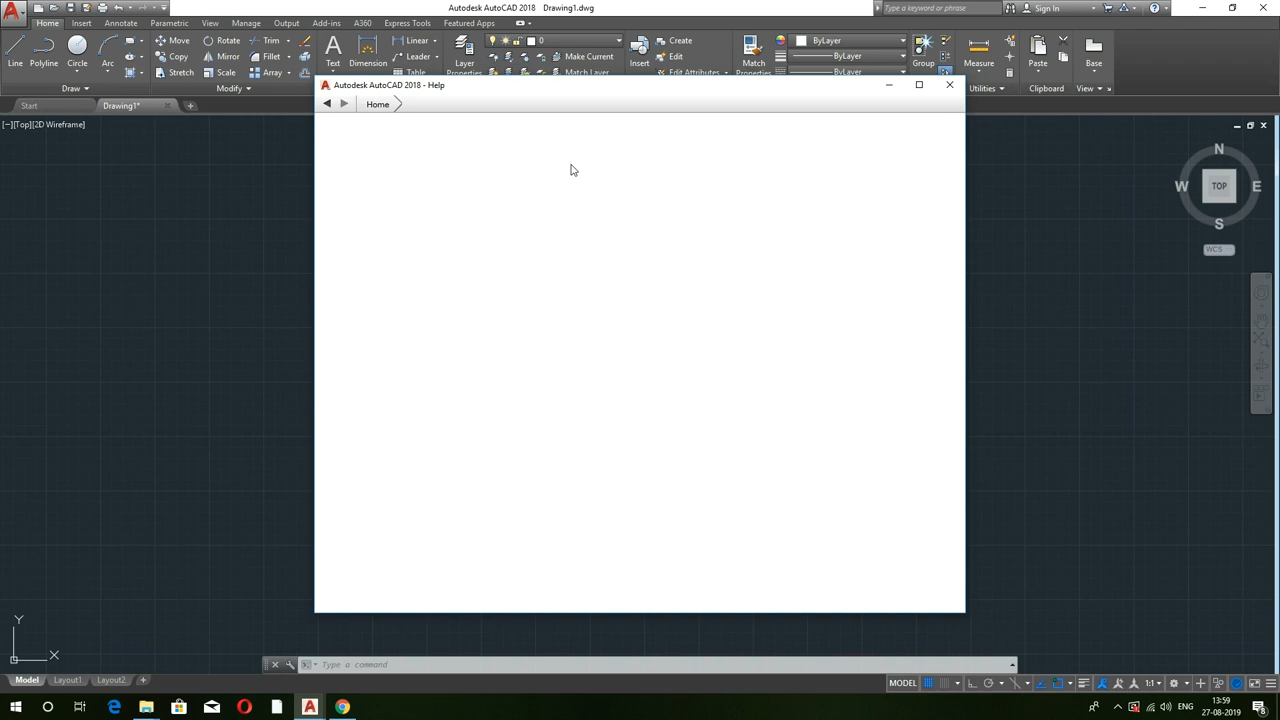 Autodesk AutoCAD 2018 Drawing1.dwg
Type a keyword or phrase Sign In
Home Insert Annotate Parametric View Manage Output Add-ins A360 Express Tools Featured Apps
Move Rotate Trim Linear 0 Create ByLayer
Copy Mirror Fillet Leader Make Current Edit ByLayer
Stretch Scale Array Table Match Layer Edit Attributes ByLayer
Line Polyline Circle Arc Text Dimension Layer Properties Insert Match Properties Group Measure Paste Base
Draw Modify Utilities Clipboard View
Start Drawing1*
Autodesk AutoCAD 2018 - Help
Home
[−][Top][2D Wireframe]
N
W TOP E
S
WCS
Y
X
Type a command
Model Layout1 Layout2
MODEL 1:1
ENG 13:59
27-08-2019
8